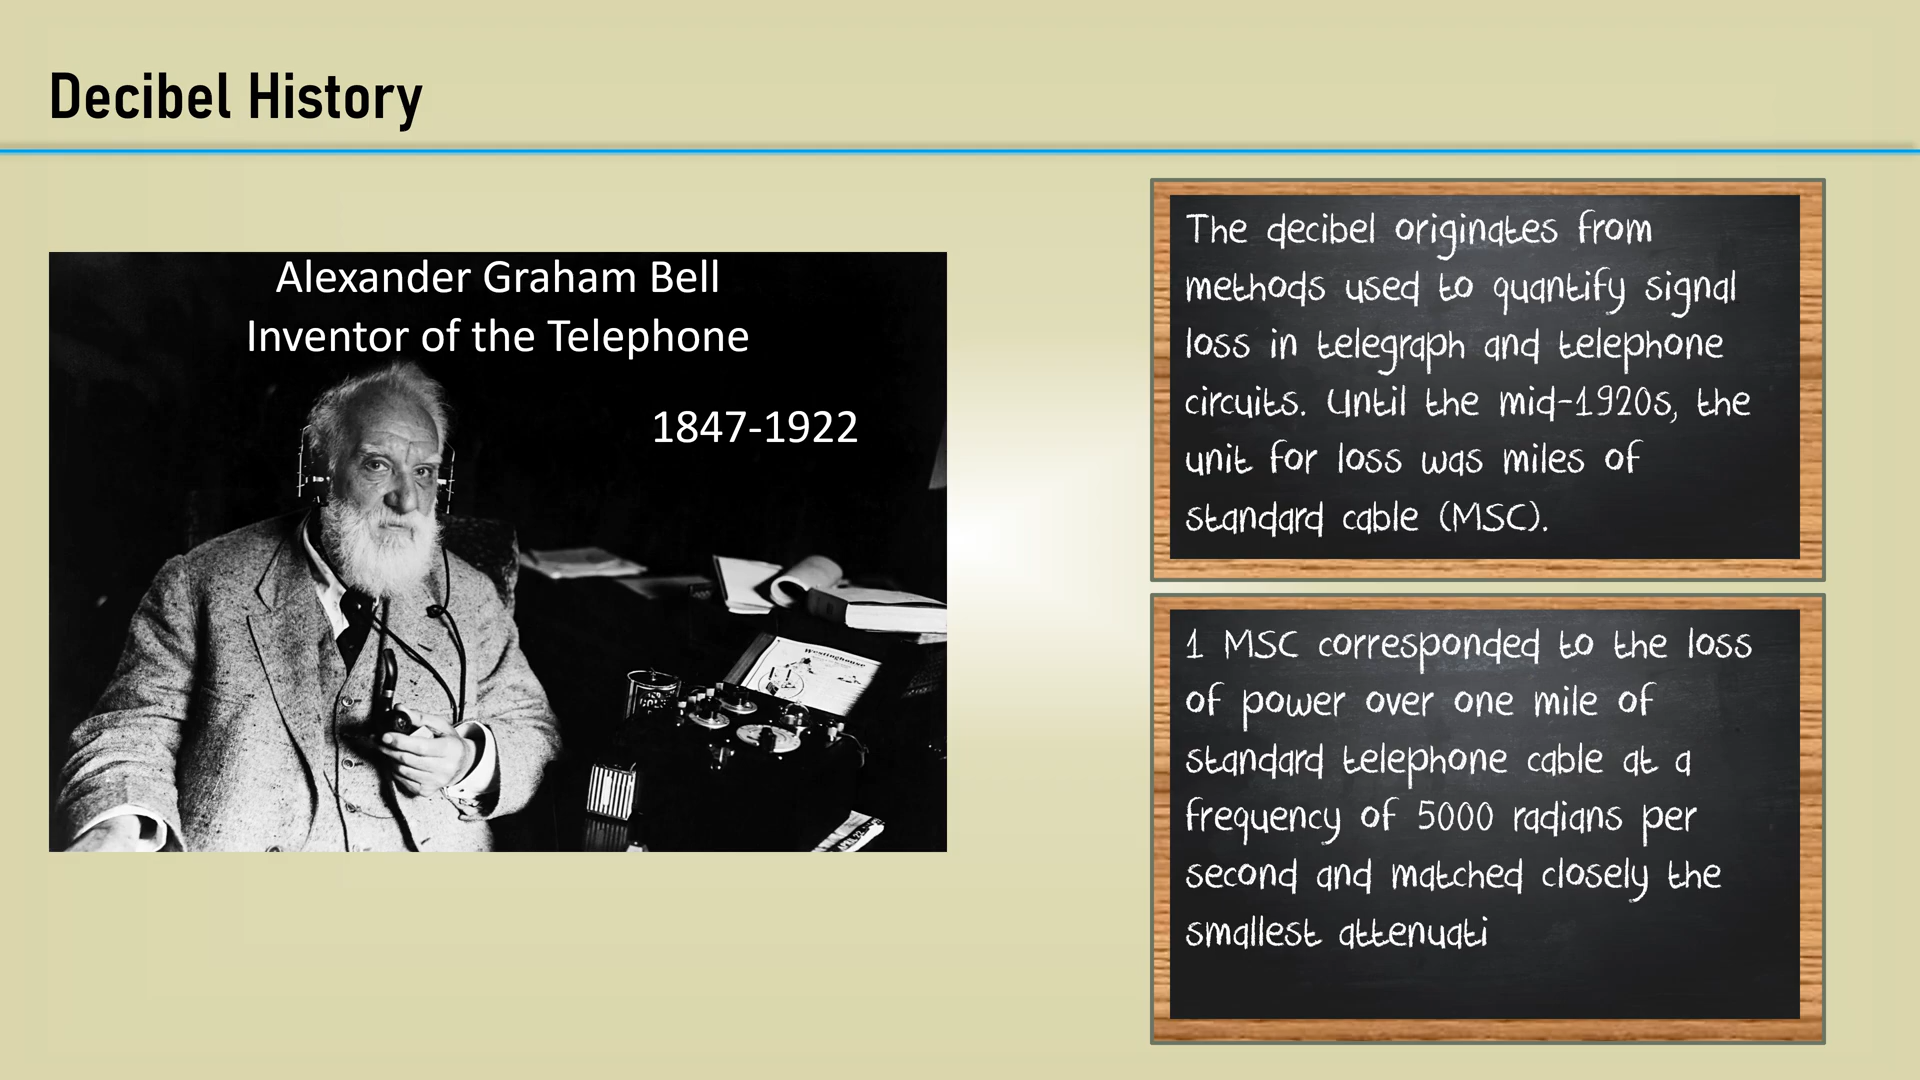 Decibel History
Alexander Graham Bell
Inventor of the Telephone
1847-1922
Westinghouse
The decibel originates from
methods used to quantify signal
loss in telegraph and telephone
circuits. Until the mid-1920s, the
unit for loss was miles of
standard cable (MSC).
1 MSC corresponded to the loss
of power over one mile of
standard telephone cable at a
frequency of 5000 radians per
second and matched closely the
smallest attenuati